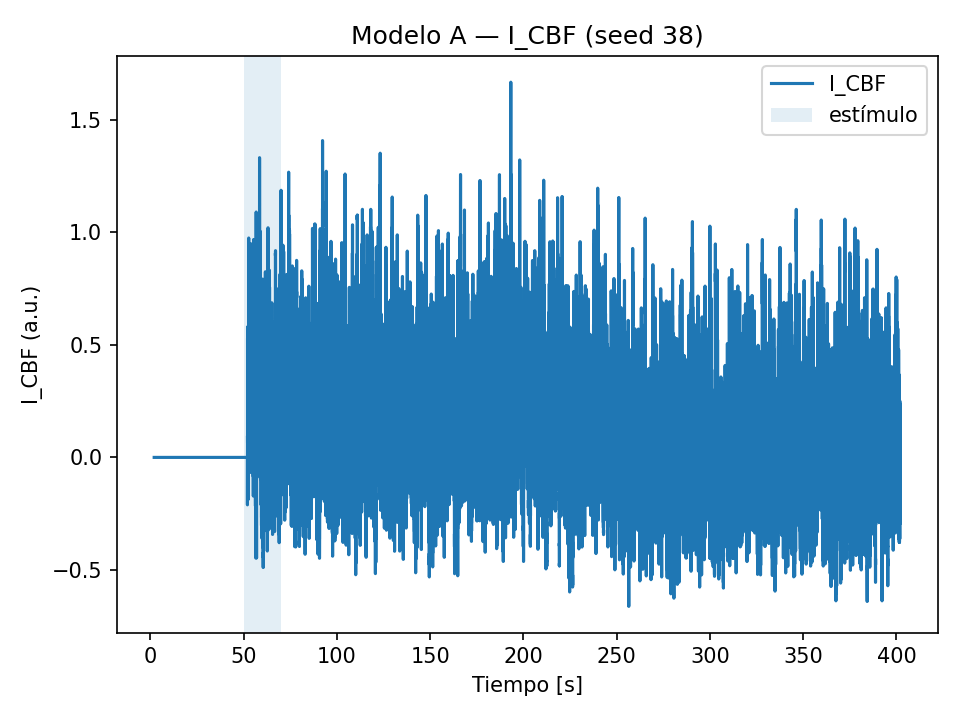 Modelo A — I_CBF (seed 38)
I_CBF
estímulo
I_CBF (a.u.)
1.5
1.0
0.5
0.0
−0.5
0 50 100 150 200 250 300 350 400
Tiempo [s]